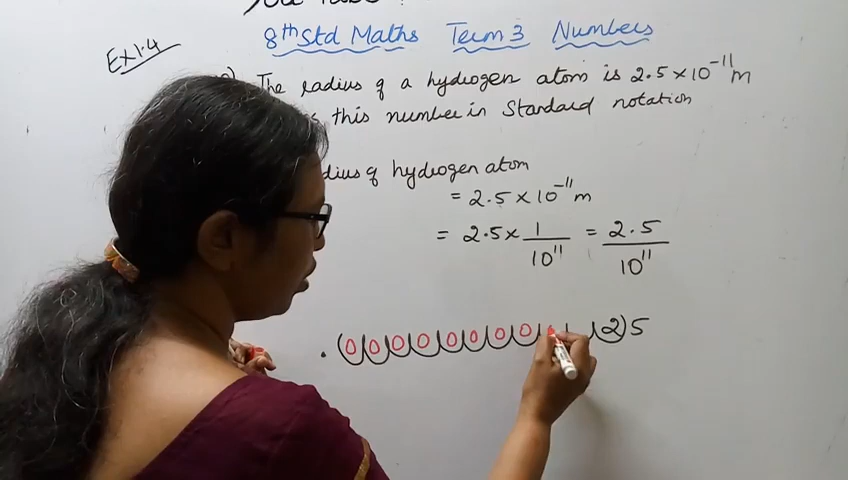 8th Std Maths Term 3 Numbers
Ex 1.4
The radius of a hydrogen atom is 2.5 × 10⁻¹¹ m
this number in Standard notation
dius of hydrogen atom
= 2.5 × 10⁻¹¹ m
= 2.5 × 1/10¹¹ = 2.5/10¹¹
. 0 0 0 0 0 0 0 0 2 5